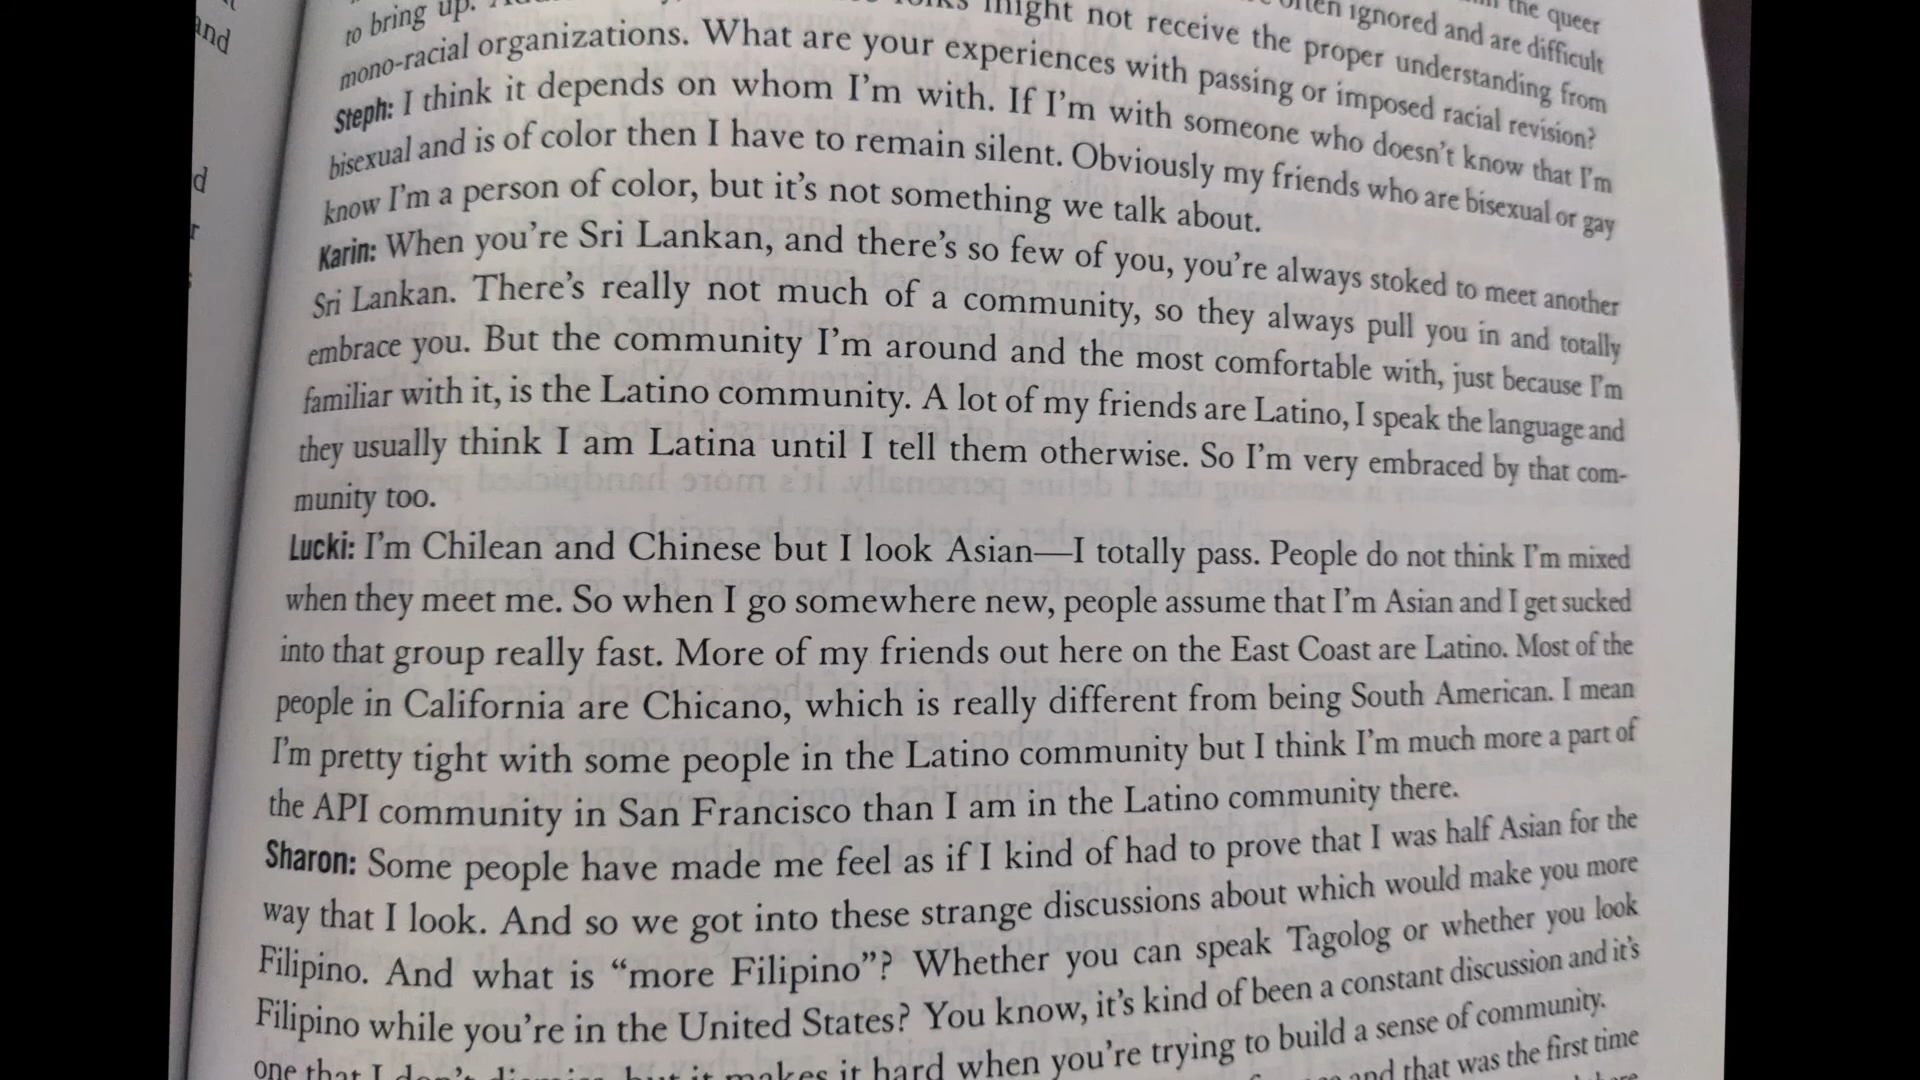 and
d
r
the queer
often ignored and are difficult
to bring up. might not receive the proper understanding from
mono-racial organizations. What are your experiences with passing or imposed racial revision?
Steph: I think it depends on whom I'm with. If I'm with someone who doesn't know that I'm
bisexual and is of color then I have to remain silent. Obviously my friends who are bisexual or gay
know I'm a person of color, but it's not something we talk about.
Karin: When you're Sri Lankan, and there's so few of you, you're always stoked to meet another
Sri Lankan. There's really not much of a community, so they always pull you in and totally
embrace you. But the community I'm around and the most comfortable with, just because I'm
familiar with it, is the Latino community. A lot of my friends are Latino, I speak the language and
they usually think I am Latina until I tell them otherwise. So I'm very embraced by that com-
munity too.
Lucki: I'm Chilean and Chinese but I look Asian—I totally pass. People do not think I'm mixed
when they meet me. So when I go somewhere new, people assume that I'm Asian and I get sucked
into that group really fast. More of my friends out here on the East Coast are Latino. Most of the
people in California are Chicano, which is really different from being South American. I mean
I'm pretty tight with some people in the Latino community but I think I'm much more a part of
the API community in San Francisco than I am in the Latino community there.
Sharon: Some people have made me feel as if I kind of had to prove that I was half Asian for the
way that I look. And so we got into these strange discussions about which would make you more
Filipino. And what is “more Filipino”? Whether you can speak Tagolog or whether you look
Filipino while you're in the United States? You know, it's kind of been a constant discussion and it's
one that I don't dismiss, but it makes it hard when you're trying to build a sense of community.
and that was the first time